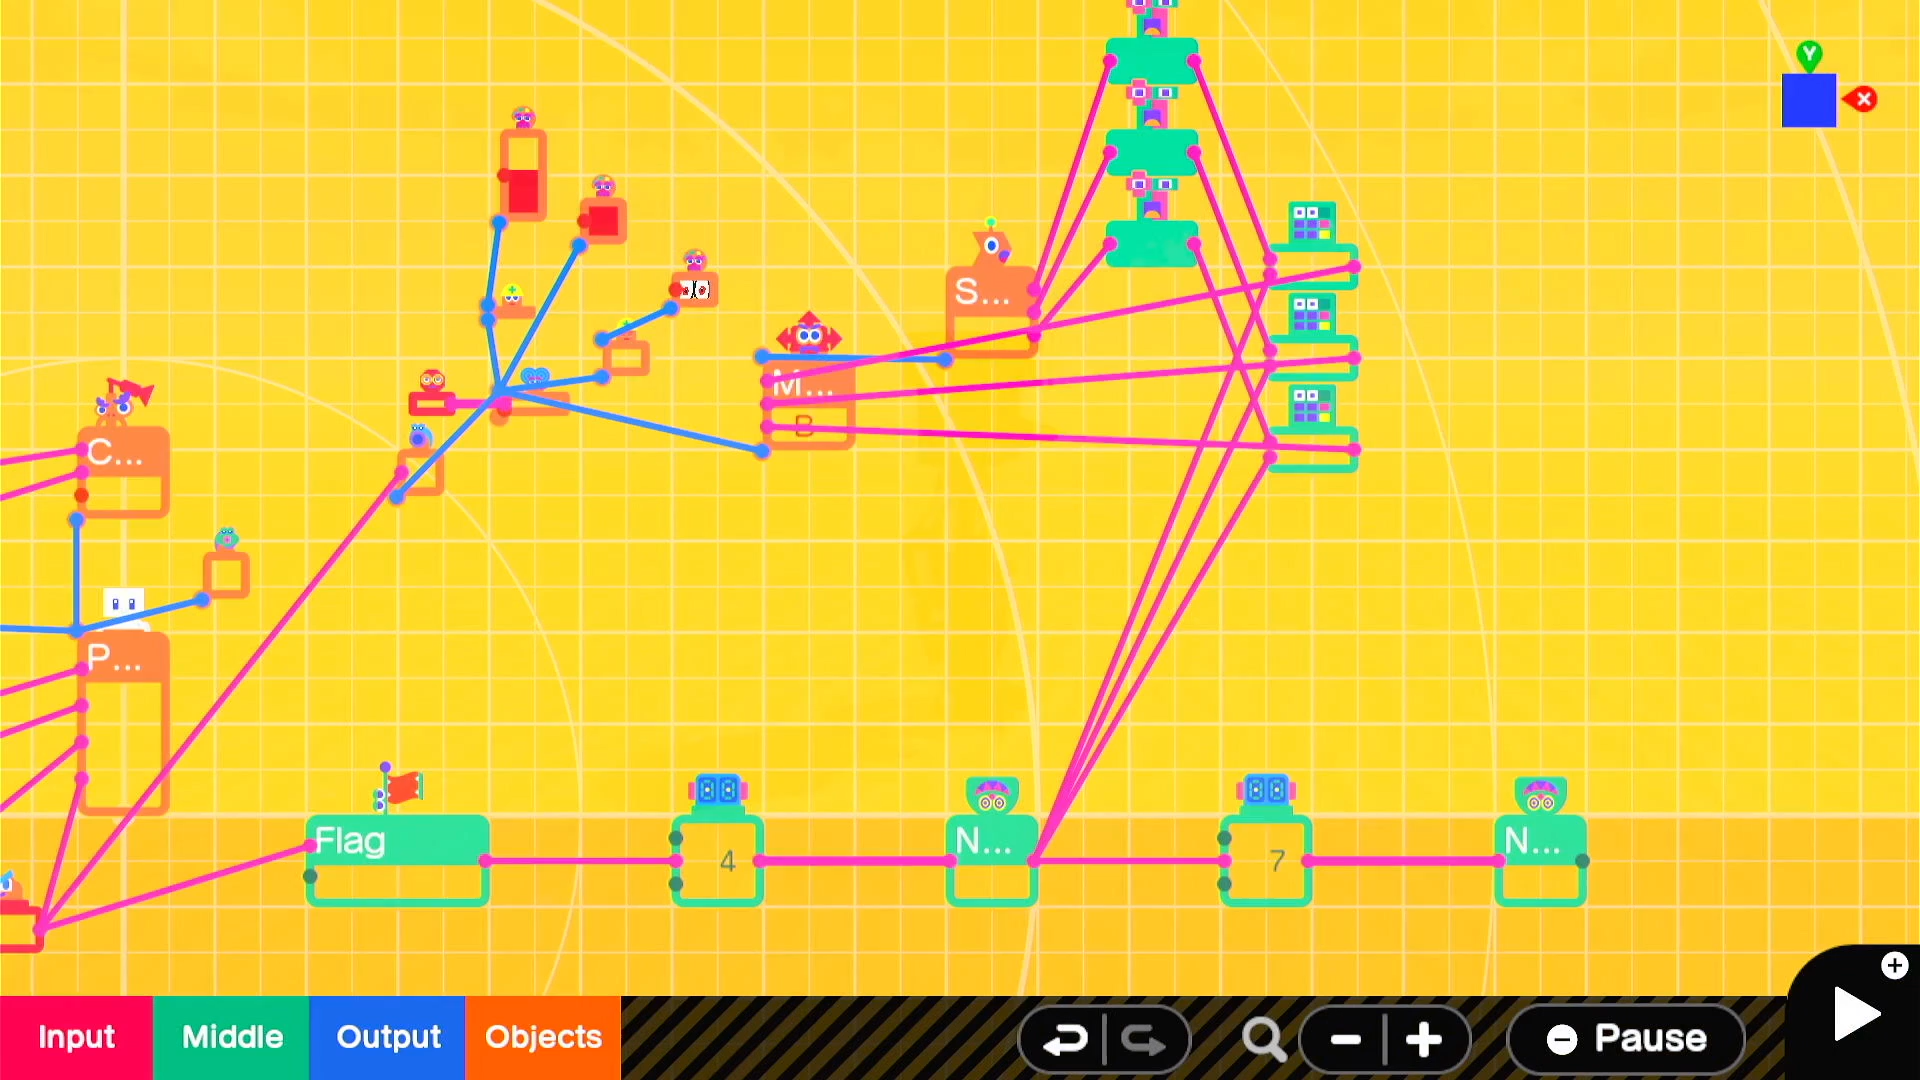 Y
X
S...
M...
B
C...
P...
Flag
4
N...
7
N...
Input
Middle
Output
Objects
Pause